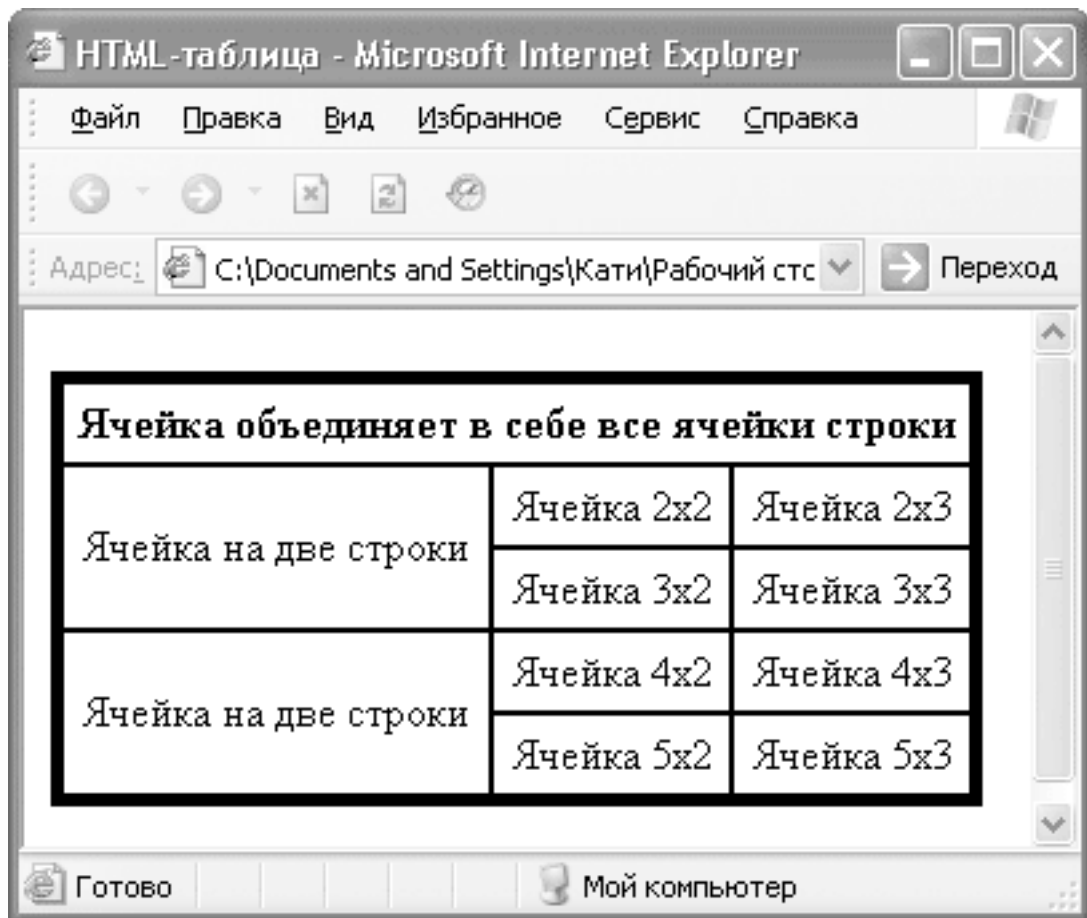 HTML-таблица - Microsoft Internet Explorer
Файл Правка Вид Избранное Сервис Справка
Адрес: C:\Documents and Settings\Кати\Рабочий стс Переход
Ячейка объединяет в себе все ячейки строки
Ячейка на две строки
Ячейка 2x2 Ячейка 2x3
Ячейка 3x2 Ячейка 3x3
Ячейка на две строки
Ячейка 4x2 Ячейка 4x3
Ячейка 5x2 Ячейка 5x3
Готово Мой компьютер